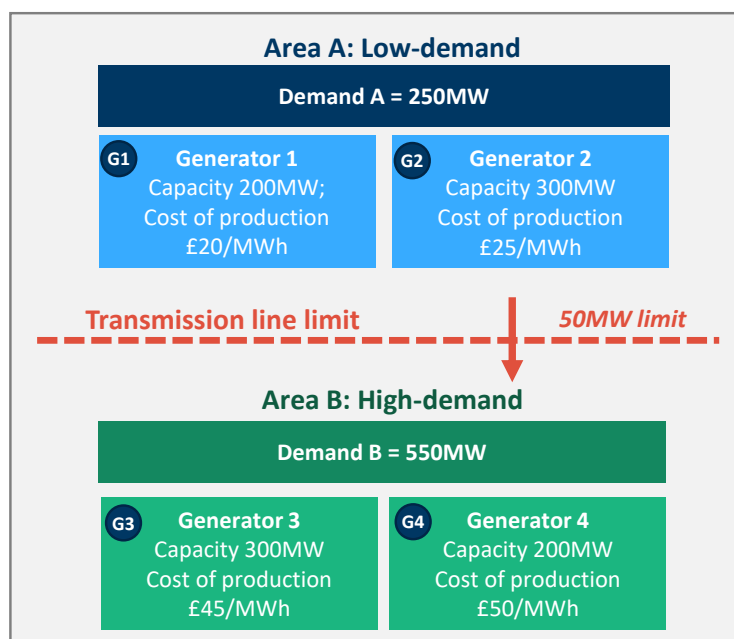 Area A: Low-demand
Demand A = 250MW
G1
Generator 1
Capacity 200MW;
Cost of production
£20/MWh
G2
Generator 2
Capacity 300MW
Cost of production
£25/MWh
Transmission line limit
50MW limit
Area B: High-demand
Demand B = 550MW
G3
Generator 3
Capacity 300MW
Cost of production
£45/MWh
G4
Generator 4
Capacity 200MW
Cost of production
£50/MWh